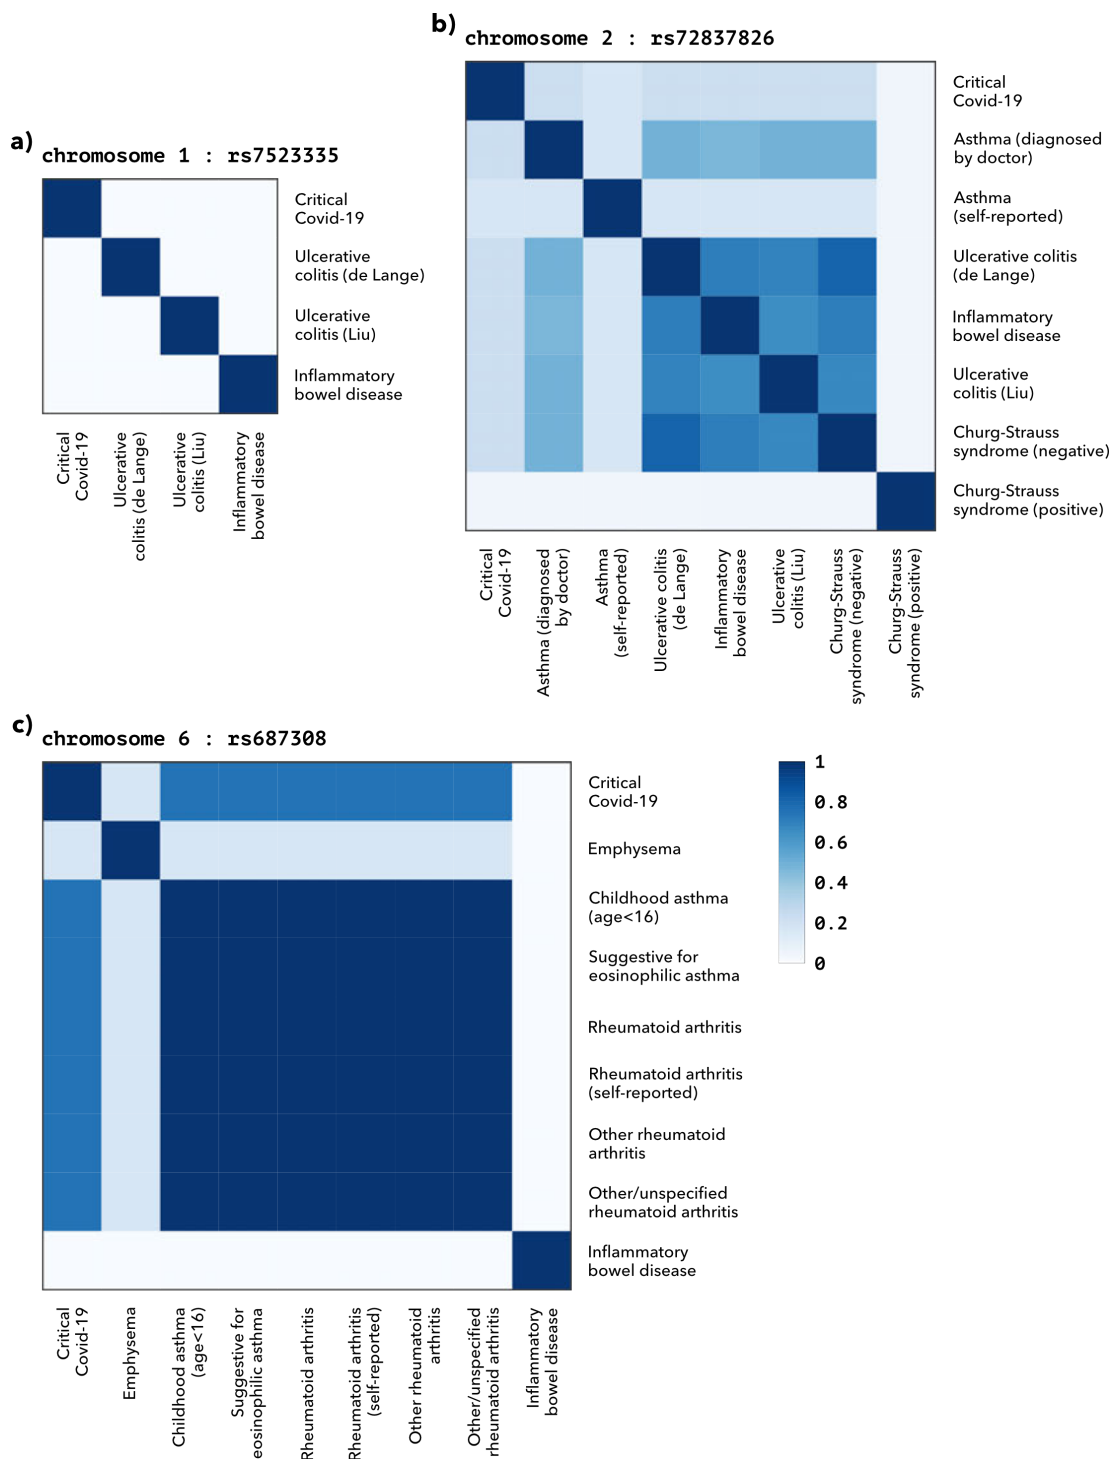 a)
chromosome 1 : rs7523335
Critical
Covid-19
Ulcerative
colitis (de Lange)
Ulcerative
colitis (Liu)
Inflammatory
bowel disease
Critical
Covid-19
Ulcerative
colitis (de Lange)
Ulcerative
colitis (Liu)
Inflammatory
bowel disease
b)
chromosome 2 : rs72837826
Critical
Covid-19
Asthma (diagnosed
by doctor)
Asthma
(self-reported)
Ulcerative colitis
(de Lange)
Inflammatory
bowel disease
Ulcerative
colitis (Liu)
Churg-Strauss
syndrome (negative)
Churg-Strauss
syndrome (positive)
Critical
Covid-19
Asthma (diagnosed
by doctor)
Asthma
(self-reported)
Ulcerative colitis
(de Lange)
Inflammatory
bowel disease
Ulcerative
colitis (Liu)
Churg-Strauss
syndrome (negative)
Churg-Strauss
syndrome (positive)
c)
chromosome 6 : rs687308
Critical
Covid-19
Emphysema
Childhood asthma
(age<16)
Suggestive for
eosinophilic asthma
Rheumatoid arthritis
Rheumatoid arthritis
(self-reported)
Other rheumatoid
arthritis
Other/unspecified
rheumatoid arthritis
Inflammatory
bowel disease
Critical
Covid-19
Emphysema
Childhood asthma
(age<16)
Suggestive for
eosinophilic asthma
Rheumatoid arthritis
Rheumatoid arthritis
(self-reported)
Other rheumatoid
arthritis
Other/unspecified
rheumatoid arthritis
Inflammatory
bowel disease
1
0.8
0.6
0.4
0.2
0